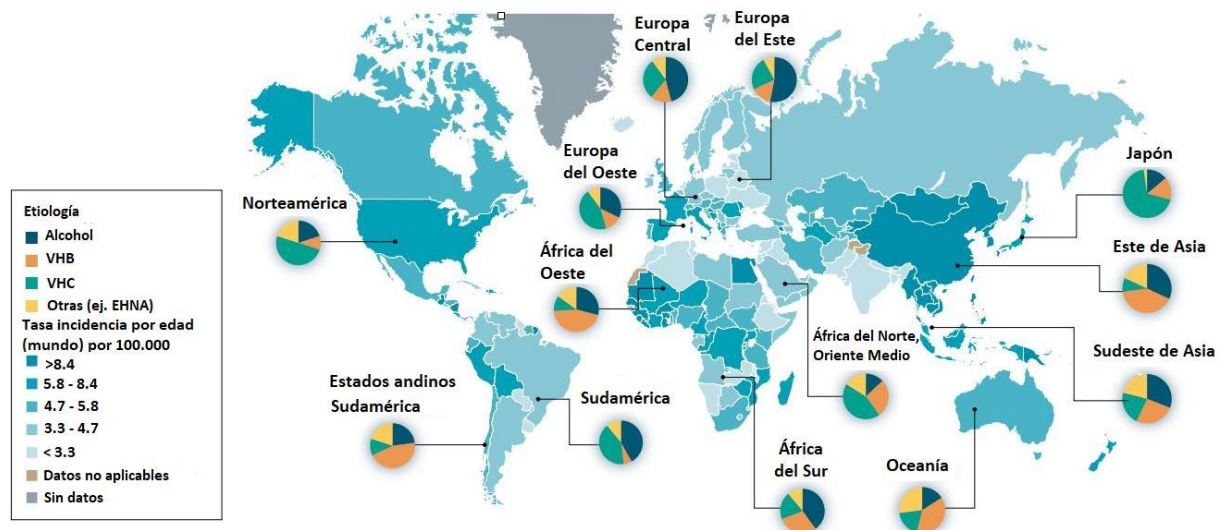 Europa
Central
Europa
del Este
Europa
del Oeste
Japón
Norteamérica
África del
Oeste
Este de Asia
África del Norte,
Oriente Medio
Sudeste de Asia
Estados andinos
Sudamérica
Sudamérica
África
del Sur
Oceanía
Etiología
Alcohol
VHB
VHC
Otras (ej. EHNA)
Tasa incidencia por edad
(mundo) por 100.000
>8.4
5.8 - 8.4
4.7 - 5.8
3.3 - 4.7
< 3.3
Datos no aplicables
Sin datos